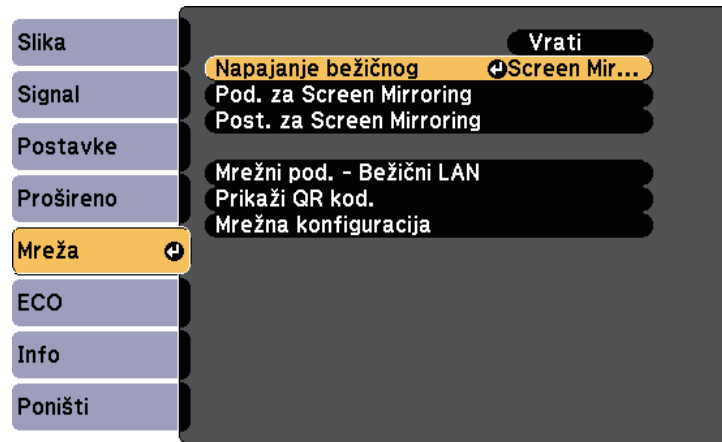 Slika
Signal
Postavke
Prošireno
Mreža
ECO
Info
Poništi
Vrati
Napajanje bežičnog Screen Mir...
Pod. za Screen Mirroring
Post. za Screen Mirroring
Mrežni pod. - Bežični LAN
Prikaži QR kod.
Mrežna konfiguracija